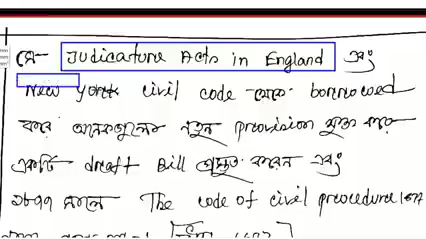 সে- Judicature Acts in England এবং
New York civil code থেকে borrowed
করে অনেকগুলো নতুন provision যুক্ত করে
একটি draft Bill প্রস্তুত করেন এবং
১৮৭৭ সালে The code of civil procedure 1877